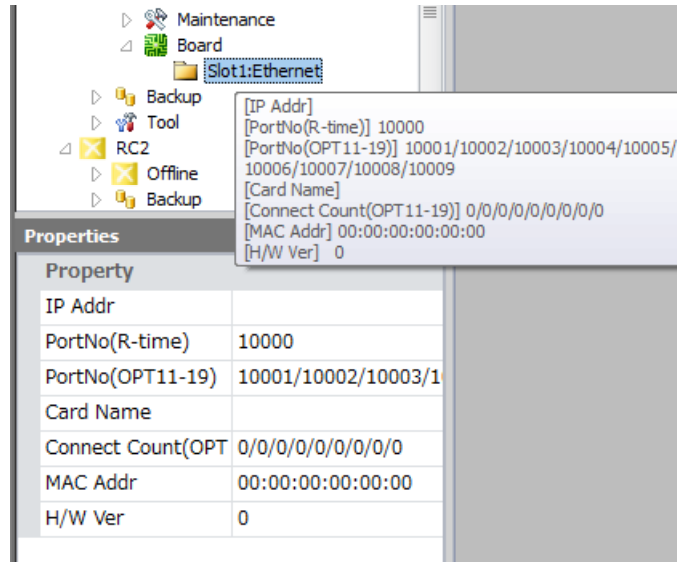 Maintenance
Board
Slot1:Ethernet
Backup
Tool
RC2
Offline
Backup
[IP Addr]
[PortNo(R-time)] 10000
[PortNo(OPT11-19)] 10001/10002/10003/10004/10005/
10006/10007/10008/10009
[Card Name]
[Connect Count(OPT11-19)] 0/0/0/0/0/0/0/0/0
[MAC Addr] 00:00:00:00:00:00
[H/W Ver] 0
Properties
Property
IP Addr
PortNo(R-time) 10000
PortNo(OPT11-19) 10001/10002/10003/1
Card Name
Connect Count(OPT 0/0/0/0/0/0/0/0/0
MAC Addr 00:00:00:00:00:00
H/W Ver 0